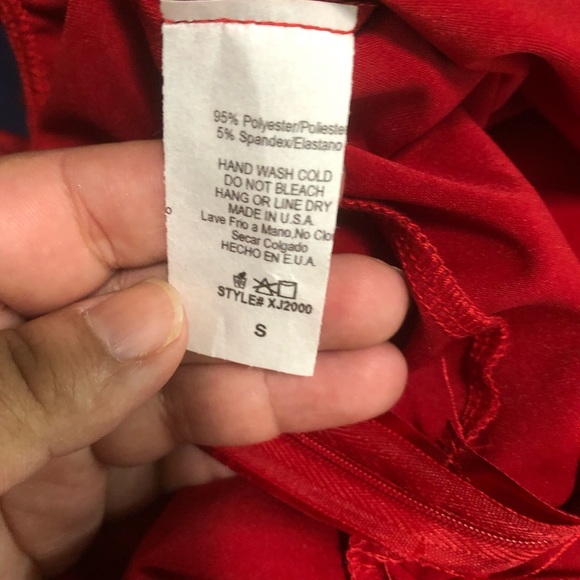 95% Polyester/Polieste
5% Spandex/Elastano
HAND WASH COLD
DO NOT BLEACH
HANG OR LINE DRY
MADE IN U.S.A.
Lave Frio a Mano,No Clo
Secar Colgado
HECHO EN E.U.A.
STYLE# XJ2000
S